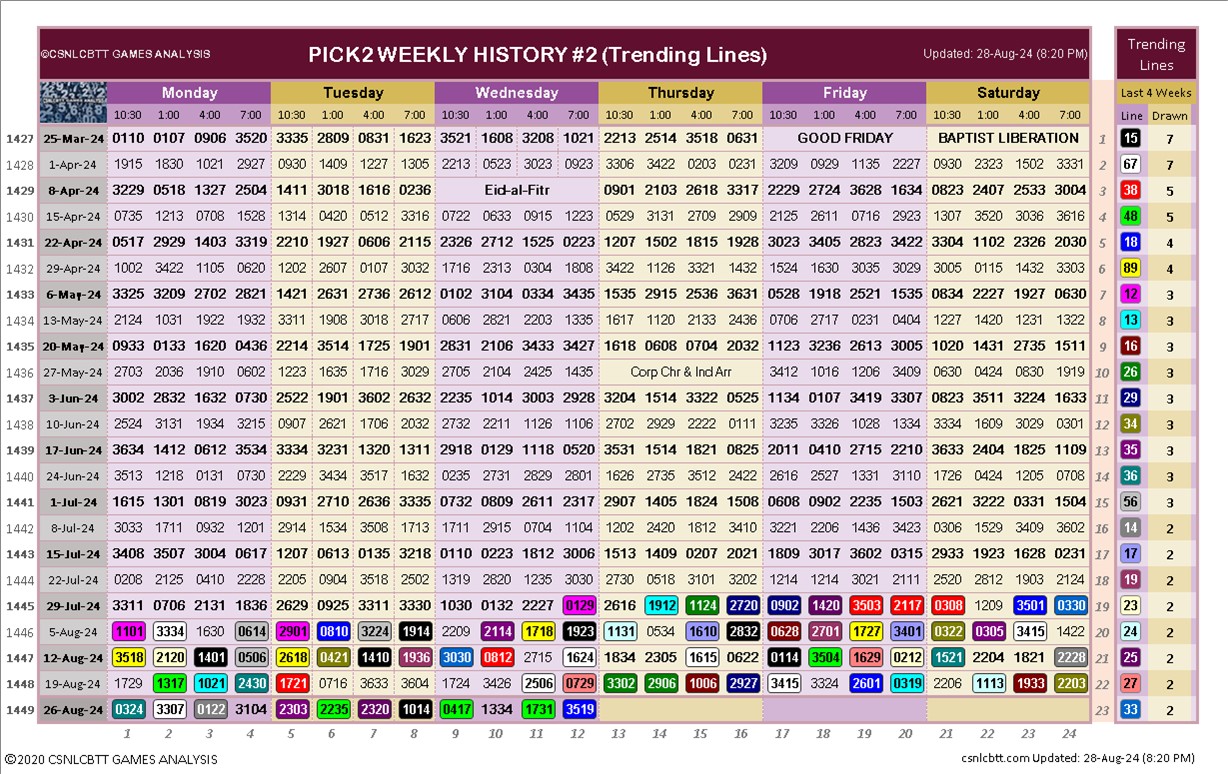 ©CSNLCBTT GAMES ANALYSIS PICK2 WEEKLY HISTORY #2 (Trending Lines) Updated: 28-Aug-24 (8:20 PM) Trending Lines
Monday Tuesday Wednesday Thursday Friday Saturday Last 4 Weeks
10:30 1:00 4:00 7:00 10:30 1:00 4:00 7:00 10:30 1:00 4:00 7:00 10:30 1:00 4:00 7:00 10:30 1:00 4:00 7:00 10:30 1:00 4:00 7:00 Line Drawn
1427 25-Mar-24 0110 0107 0906 3520 3335 2809 0831 1623 3521 1608 3208 1021 2213 2514 3518 0631 GOOD FRIDAY BAPTIST LIBERATION 1 15 7
1428 1-Apr-24 1915 1830 1021 2927 0930 1409 1227 1305 2213 0523 3023 0923 3306 3422 0203 0231 3209 0929 1135 2227 0930 2323 1502 3331 2 67 7
1429 8-Apr-24 3229 0518 1327 2504 1411 3018 1616 0236 Eid-al-Fitr 0901 2103 2618 3317 2229 2724 3628 1634 0823 2407 2533 3004 3 38 5
1430 15-Apr-24 0735 1213 0708 1528 1314 0420 0512 3316 0722 0633 0915 1223 0529 3131 2709 2909 2125 2611 0716 2923 1307 3520 3036 3616 4 48 5
1431 22-Apr-24 0517 2929 1403 3319 2210 1927 0606 2115 2326 2712 1525 0223 1207 1502 1815 1928 3023 3405 2823 3422 3304 1102 2326 2030 5 18 4
1432 29-Apr-24 1002 3422 1105 0620 1202 2607 0107 3032 1716 2313 0304 1808 3422 1126 3321 1432 1524 1630 3035 3029 3005 0115 1432 3303 6 89 4
1433 6-May-24 3325 3209 2702 2821 1421 2631 2736 2612 0102 3104 0334 3435 1535 2915 2536 3631 0528 1918 2521 1535 0834 2227 1927 0630 7 12 3
1434 13-May-24 2124 1031 1922 1932 3311 1908 3018 2717 0606 2821 2203 1335 1617 1120 2133 2436 0706 2717 0231 0404 1227 1420 1231 1322 8 13 3
1435 20-May-24 0933 0133 1620 0436 2214 3514 1725 1901 2831 2106 3433 3427 1618 0608 0704 2032 1123 3236 2613 3005 1020 1431 2735 1511 9 16 3
1436 27-May-24 2703 2036 1910 0602 1223 1635 1716 3029 2705 2104 2425 1435 Corp Chr & Ind Arr 3412 1016 1206 3409 0630 0424 0830 1919 10 26 3
1437 3-Jun-24 3002 2832 1632 0730 2522 1901 3602 2632 2235 1014 3003 2928 3204 1514 3322 0525 1134 0107 3419 3307 0823 3511 3224 1633 11 29 3
1438 10-Jun-24 2524 3131 1934 3215 0907 2621 1706 2032 2732 2211 1126 1106 2702 2929 2222 0111 3235 3326 1028 1334 3334 1609 3029 0301 12 34 3
1439 17-Jun-24 3634 1412 0612 3534 3334 3231 1320 1311 2918 0129 1118 0520 3531 1514 1821 0825 2011 0410 2715 2210 3633 2404 1825 1109 13 35 3
1440 24-Jun-24 3513 1218 0131 0730 2229 3434 3517 1632 0235 2731 2829 2801 1626 2735 3512 2422 2616 2527 1331 3110 1726 0424 1205 0708 14 36 3
1441 1-Jul-24 1615 1301 0819 3023 0931 2710 2636 3335 0732 0809 2611 2317 2907 1405 1824 1508 0608 0902 2235 1503 2621 3222 0331 1504 15 56 3
1442 8-Jul-24 3033 1711 0932 1201 2914 1534 3508 1713 1711 2915 0704 1104 1202 2420 1812 3410 3221 2206 1436 3423 0306 1529 3409 3602 16 14 2
1443 15-Jul-24 3408 3507 3004 0617 1207 0613 0135 3218 0110 0223 1812 3006 1513 1409 0207 2021 1809 3017 3602 0315 2933 1923 1628 0231 17 17 2
1444 22-Jul-24 0208 2125 0410 2228 2205 0904 3518 2502 1319 2820 1235 3030 2730 0518 3101 3202 1214 1214 3021 2111 2520 2812 1903 2124 18 19 2
1445 29-Jul-24 3311 0706 2131 1836 2629 0925 3311 3330 1030 0132 2227 0129 2616 1912 1124 2720 0902 1420 3503 2117 0308 1209 3501 0330 19 23 2
1446 5-Aug-24 1101 3334 1630 0614 2901 0810 3224 1914 2209 2114 1718 1923 1131 0534 1610 2832 0628 2701 1727 3401 0322 0305 3415 1422 20 24 2
1447 12-Aug-24 3518 2120 1401 0506 2618 0421 1410 1936 3030 0812 2715 1624 1834 2305 1615 0622 0114 3504 1629 0212 1521 2204 1821 2228 21 25 2
1448 19-Aug-24 1729 1317 1021 2430 1721 0716 3633 3604 1724 3426 2506 0729 3302 2906 1006 2927 3415 3324 2601 0319 2206 1113 1933 2203 22 27 2
1449 26-Aug-24 0324 3307 0122 3104 2303 2235 2320 1014 0417 1334 1731 3519 23 33 2
1 2 3 4 5 6 7 8 9 10 11 12 13 14 15 16 17 18 19 20 21 22 23 24
©2020 CSNLCBTT GAMES ANALYSIS csnlcbtt.com Updated: 28-Aug-24 (8:20 PM)